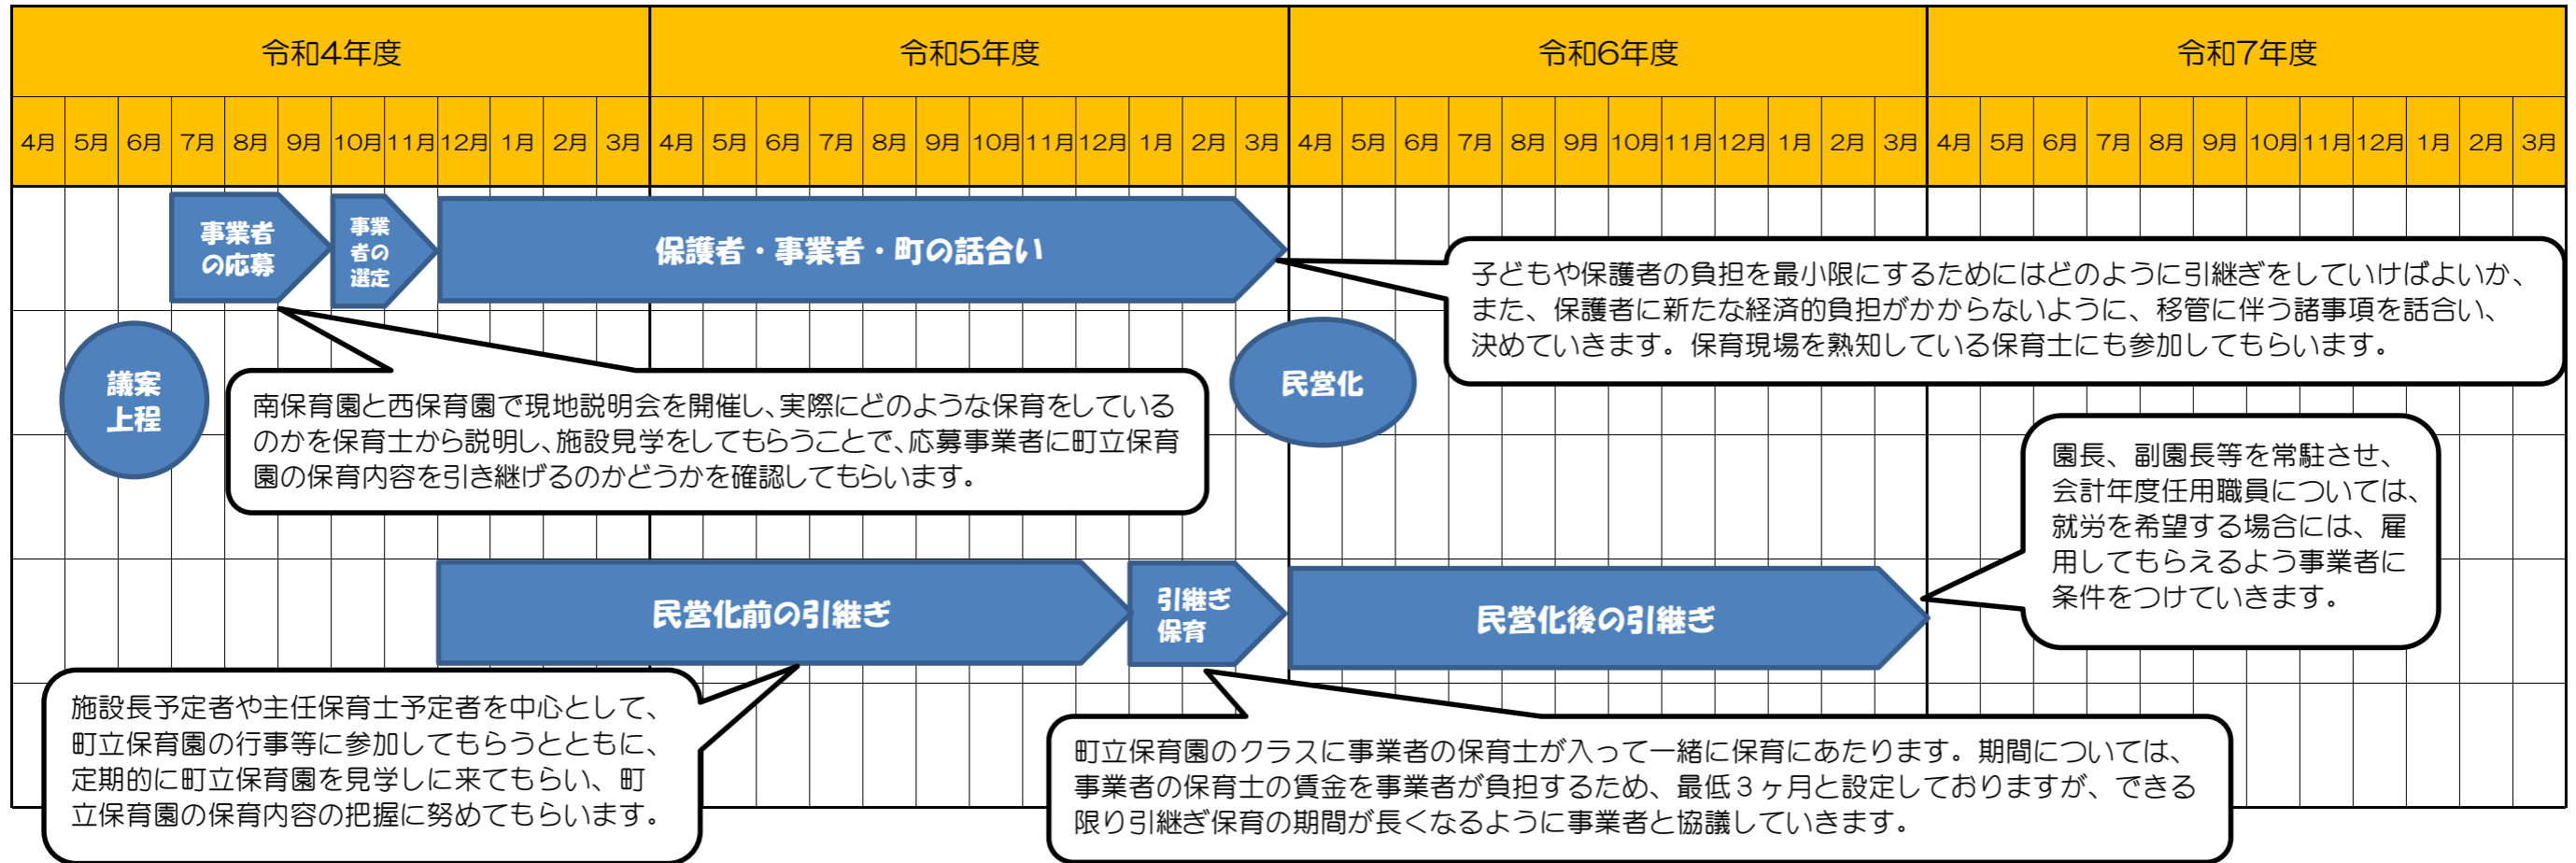 令和4年度 令和5年度 令和6年度 令和7年度
4月 5月 6月 7月 8月 9月 10月 11月 12月 1月 2月 3月 4月 5月 6月 7月 8月 9月 10月 11月 12月 1月 2月 3月 4月 5月 6月 7月 8月 9月 10月 11月 12月 1月 2月 3月 4月 5月 6月 7月 8月 9月 10月 11月 12月 1月 2月 3月
事業者
の応募
事業
者の
選定
保護者・事業者・町の話合い
子どもや保護者の負担を最小限にするためにはどのように引継ぎをしていけばよいか、
また、保護者に新たな経済的負担がかからないように、移管に伴う諸事項を話合い、
決めていきます。保育現場を熟知している保育士にも参加してもらいます。
議案
上程
南保育園と西保育園で現地説明会を開催し、実際にどのような保育をしている
のかを保育士から説明し、施設見学をしてもらうことで、応募事業者に町立保育
園の保育内容を引き継げるのかどうかを確認してもらいます。
民営化
園長、副園長等を常駐させ、
会計年度任用職員については、
就労を希望する場合には、雇
用してもらえるよう事業者に
条件をつけていきます。
民営化前の引継ぎ
引継ぎ
保育
民営化後の引継ぎ
施設長予定者や主任保育士予定者を中心として、
町立保育園の行事等に参加してもらうとともに、
定期的に町立保育園を見学しに来てもらい、町
立保育園の保育内容の把握に努めてもらいます。
町立保育園のクラスに事業者の保育士が入って一緒に保育にあたります。期間については、
事業者の保育士の賃金を事業者が負担するため、最低３ヶ月と設定しておりますが、できる
限り引継ぎ保育の期間が長くなるように事業者と協議していきます。